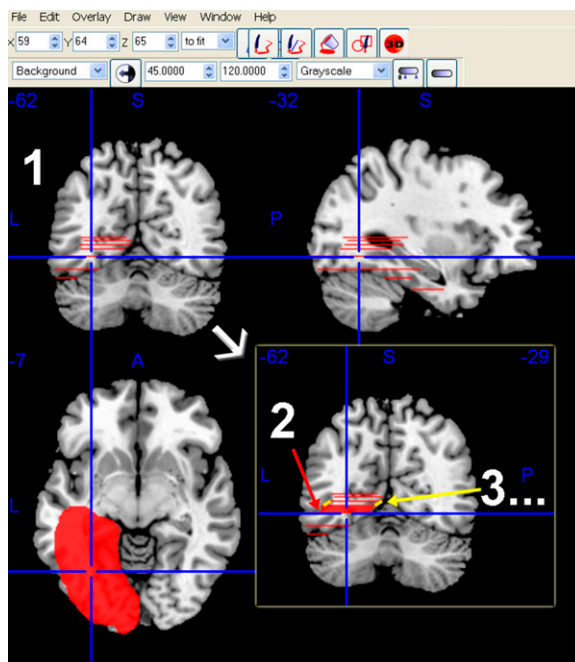 File Edit Overlay Draw View Window Help
X 59 Y 64 Z 65 to fit 3D
Background 45.0000 120.0000 Grayscale
-62 S -32 S
1
L P
-7 A -62 S -29
2
L P
3...
L